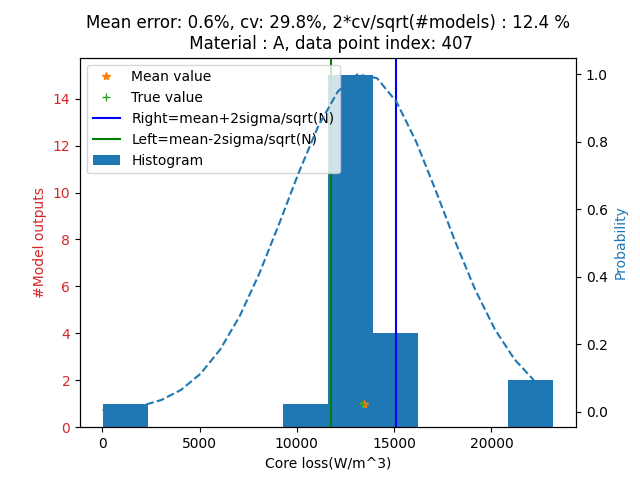 Mean error: 0.6%, cv: 29.8%, 2*cv/sqrt(#models) : 12.4 %
Material : A, data point index: 407
Mean value
True value
Right=mean+2sigma/sqrt(N)
Left=mean-2sigma/sqrt(N)
Histogram
#Model outputs
14
12
10
8
6
4
2
0
1.0
0.8
0.6
0.4
0.2
0.0
Probability
0
5000
10000
15000
20000
Core loss(W/m^3)